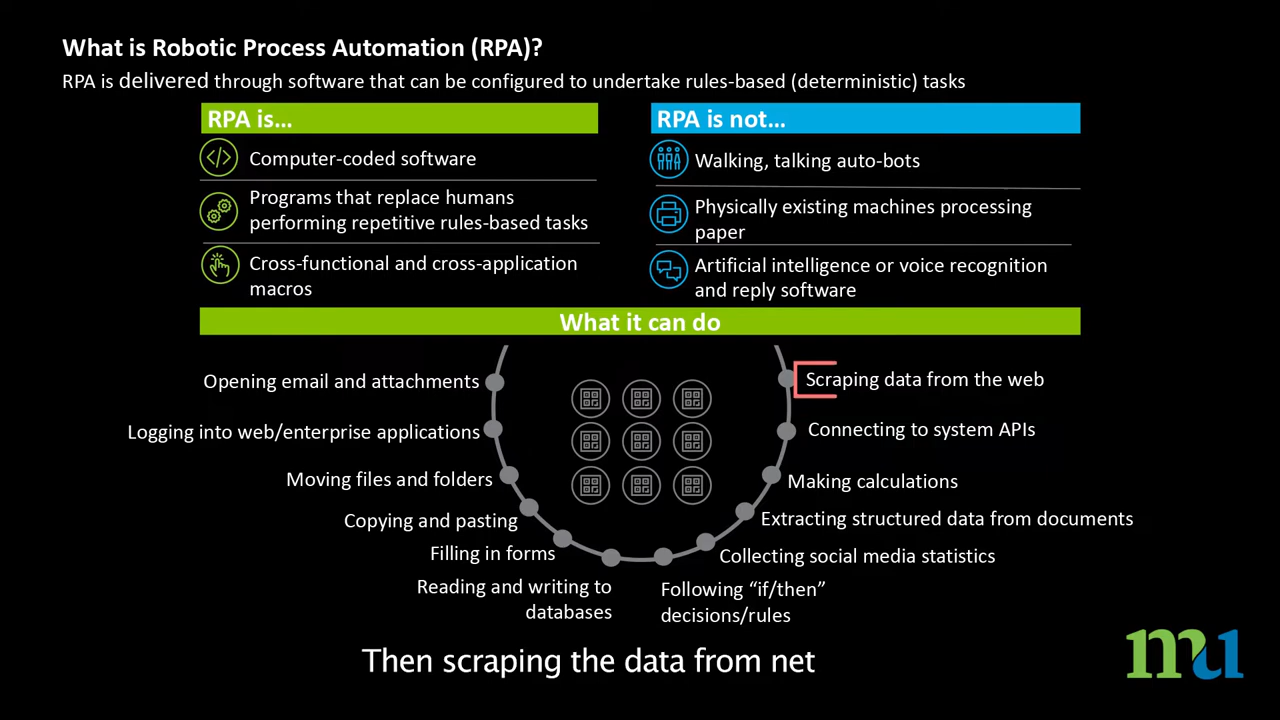 What is Robotic Process Automation (RPA)?
RPA is delivered through software that can be configured to undertake rules-based (deterministic) tasks
RPA is...
Computer-coded software
Programs that replace humans
performing repetitive rules-based tasks
Cross-functional and cross-application
macros
RPA is not...
Walking, talking auto-bots
Physically existing machines processing
paper
Artificial intelligence or voice recognition
and reply software
What it can do
Opening email and attachments
Logging into web/enterprise applications
Moving files and folders
Copying and pasting
Filling in forms
Reading and writing to
databases
Scraping data from the web
Connecting to system APIs
Making calculations
Extracting structured data from documents
Collecting social media statistics
Following “if/then”
decisions/rules
Then scraping the data from net
mu